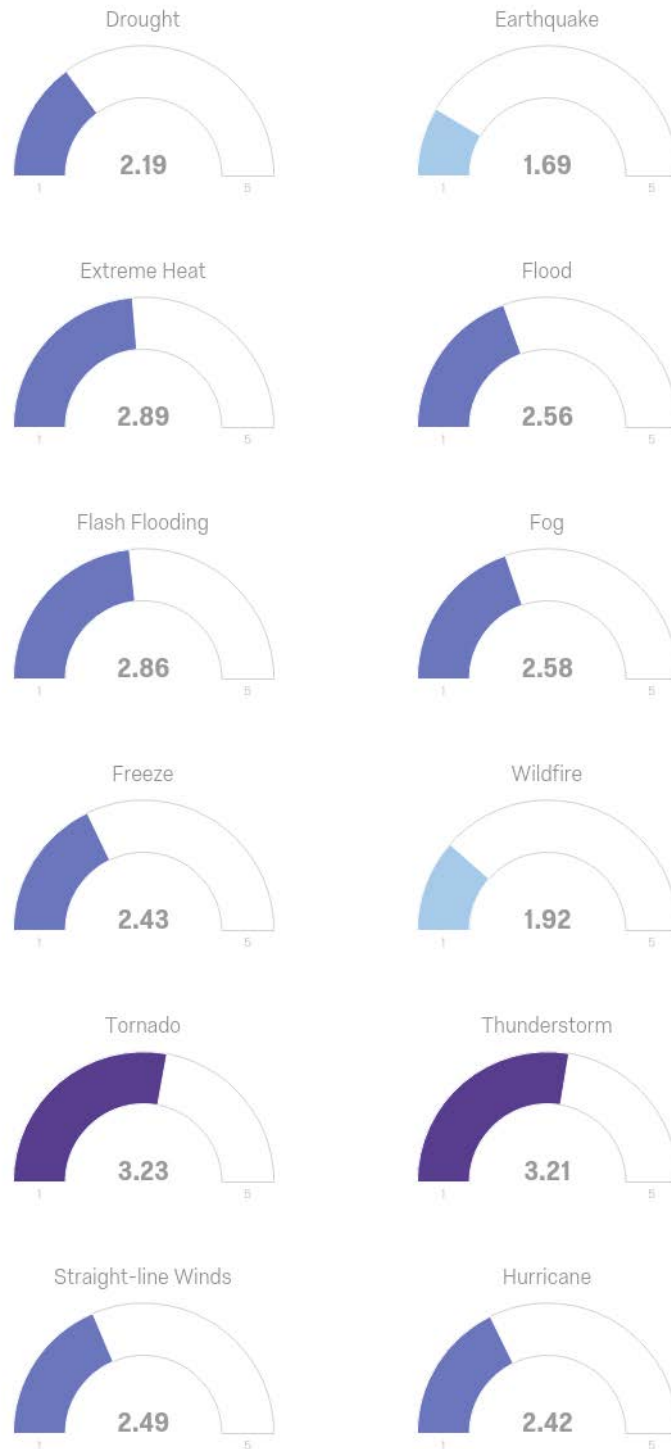 Drought Earthquake
2.19 1.69
1 5 1 5
Extreme Heat Flood
2.89 2.56
1 5 1 5
Flash Flooding Fog
2.86 2.58
1 5 1 5
Freeze Wildfire
2.43 1.92
1 5 1 5
Tornado Thunderstorm
3.23 3.21
1 5 1 5
Straight-line Winds Hurricane
2.49 2.42
1 5 1 5